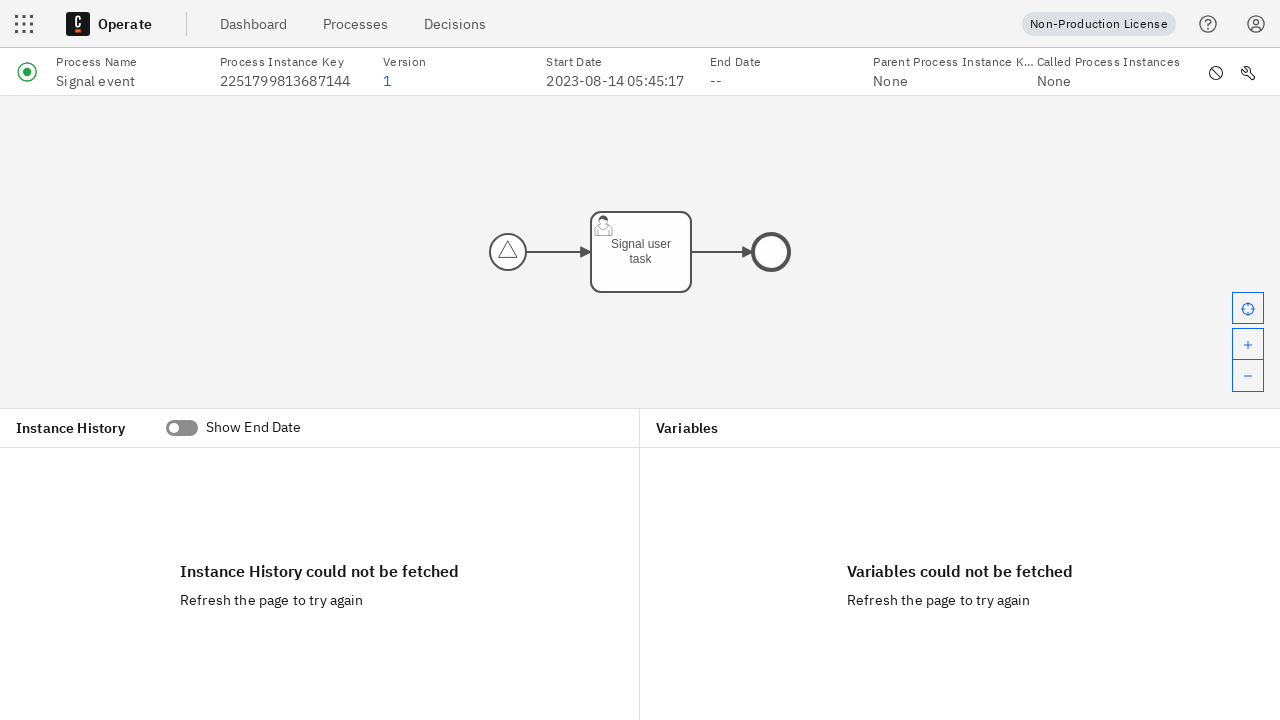 Operate
Dashboard
Processes
Decisions
Non-Production License
Process Name
Signal event
Process Instance Key
2251799813687144
Version
1
Start Date
2023-08-14 05:45:17
End Date
--
Parent Process Instance K...
None
Called Process Instances
None
Signal user
task
Instance History
Show End Date
Variables
Instance History could not be fetched
Refresh the page to try again
Variables could not be fetched
Refresh the page to try again